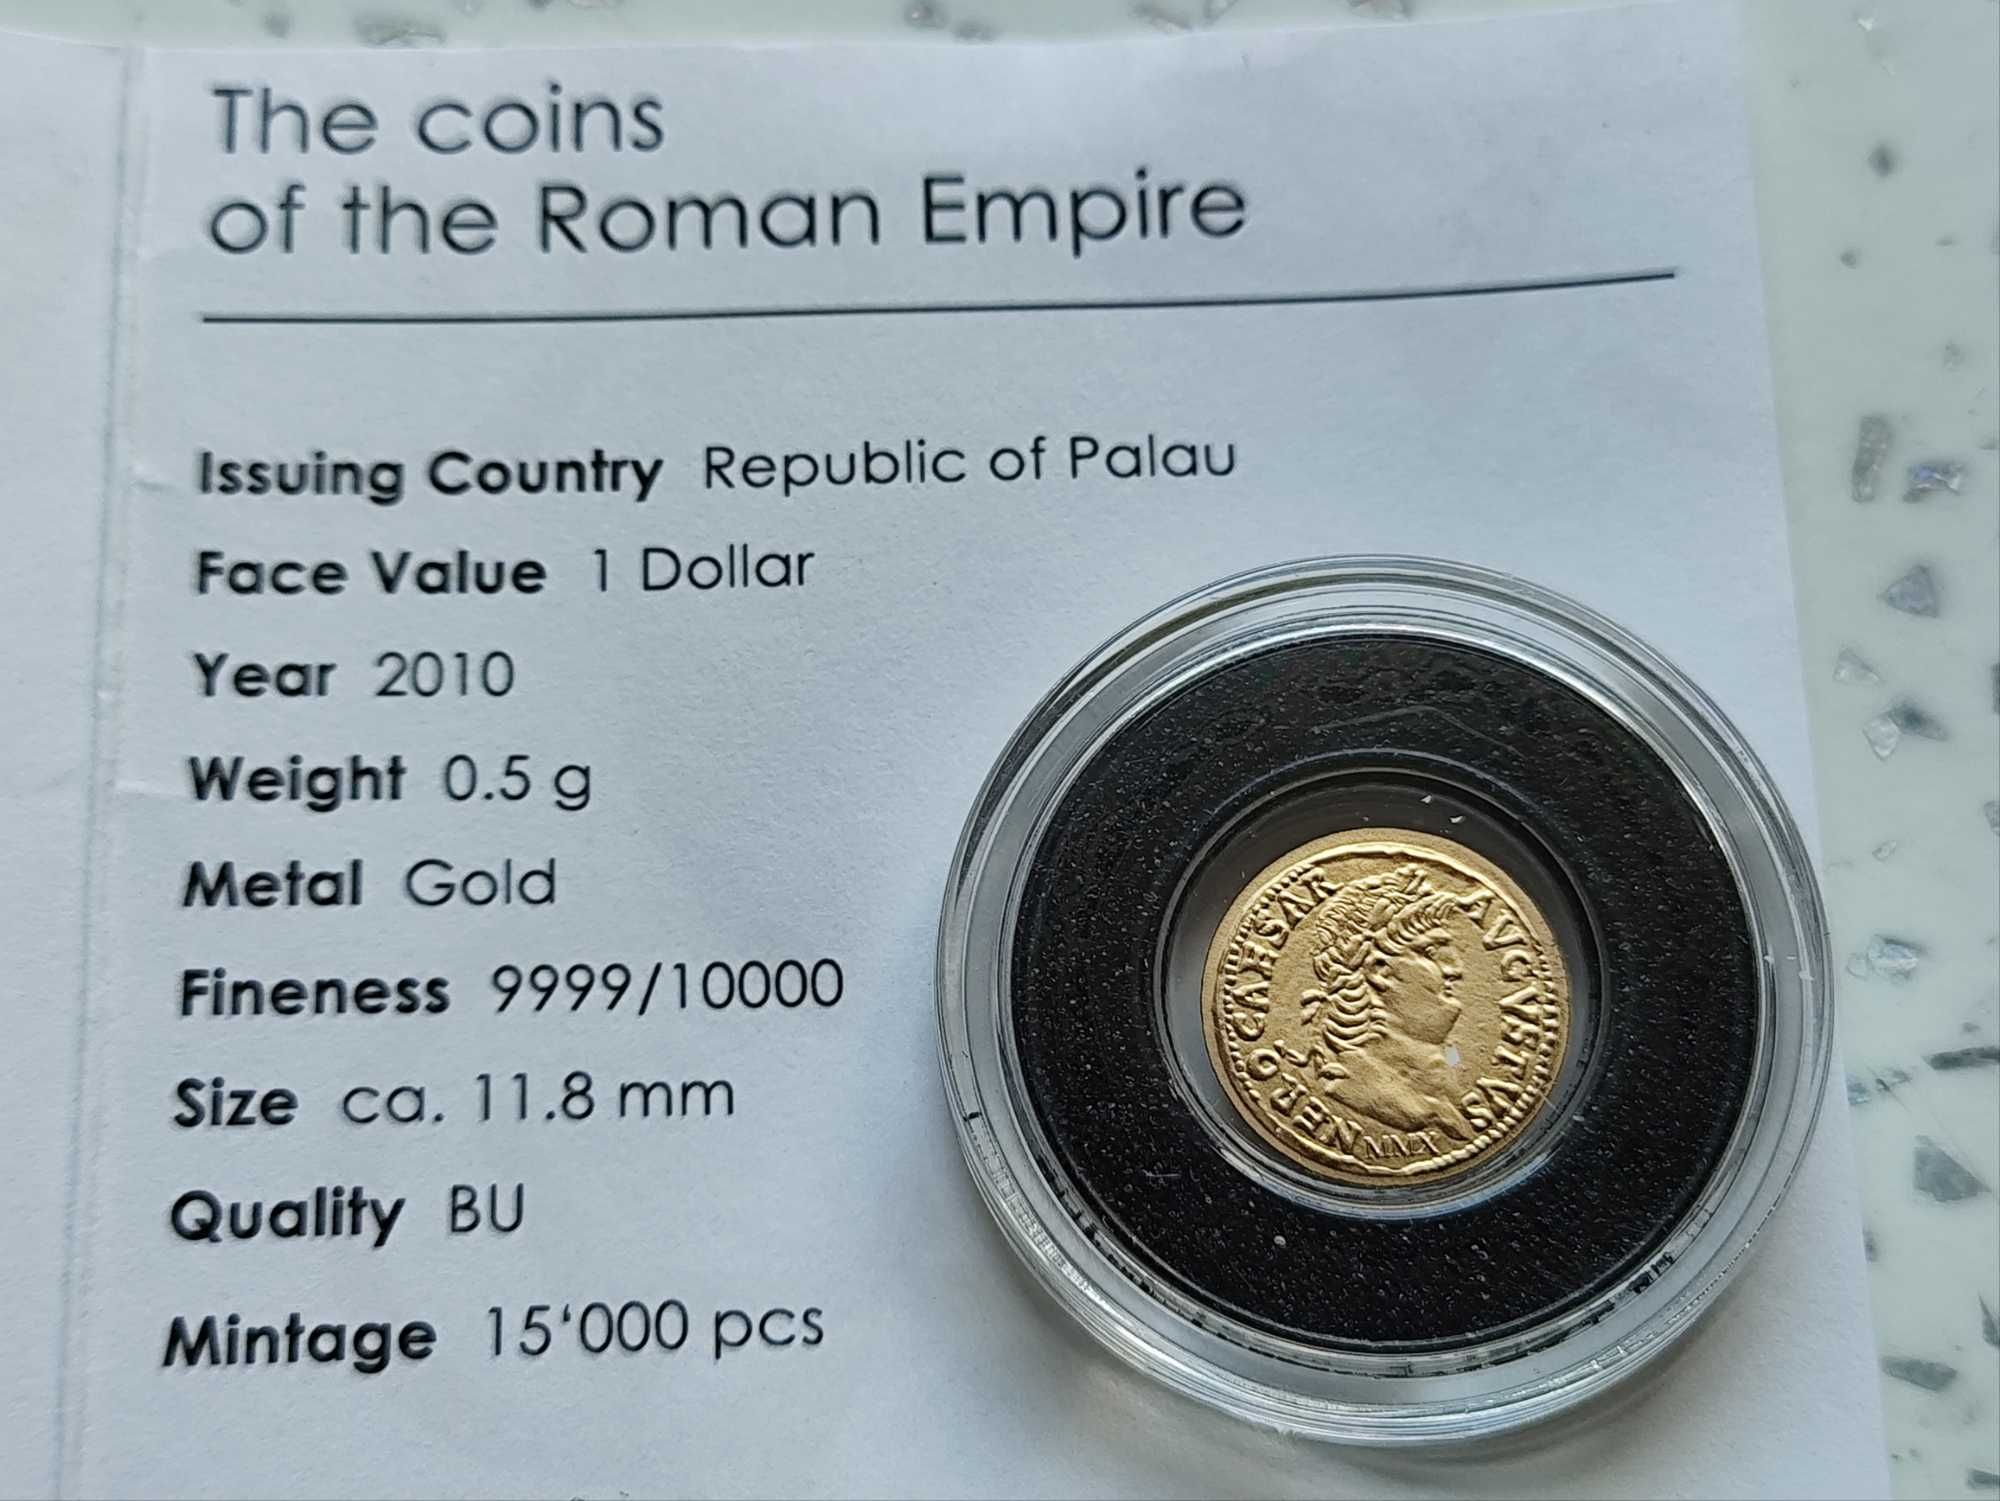 The coins
of the Roman Empire
Issuing Country Republic of Palau
Face Value 1 Dollar
Year 2010
Weight 0.5 g
Metal Gold
Fineness 9999/10000
Size ca. 11.8 mm
Quality BU
Mintage 15‘000 pcs
NERO CAESAR AVGVSTVS
MMX